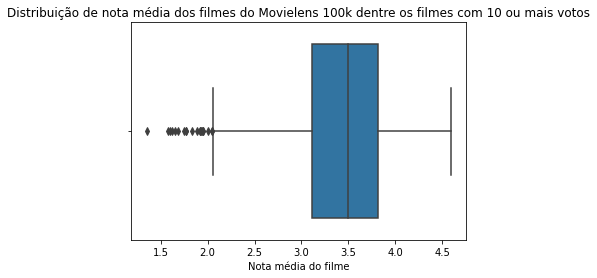 Distribuição de nota média dos filmes do Movielens 100k dentre os filmes com 10 ou mais votos
1.5 2.0 2.5 3.0 3.5 4.0 4.5
Nota média do filme